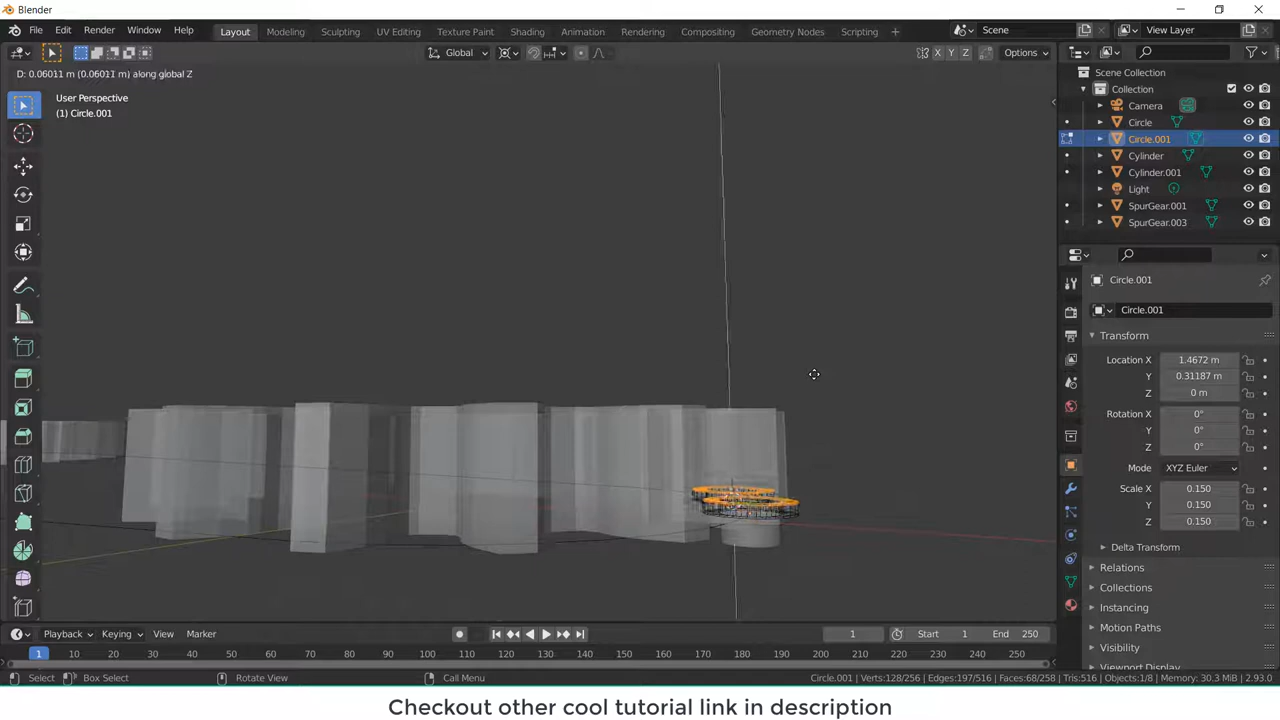 Blender
File Edit Render Window Help Layout Modeling Sculpting UV Editing Texture Paint Shading Animation Rendering Compositing Geometry Nodes Scripting + Scene View Layer
Global X Y Z Options
D: 0.06011 m (0.06011 m) along global Z
User Perspective
(1) Circle.001
Scene Collection
Collection
Camera
Circle
Circle.001
Cylinder
Cylinder.001
Light
SpurGear.001
SpurGear.003
Circle.001
Circle.001
Transform
Location X 1.4672 m
Y 0.31187 m
Z 0 m
Rotation X 0°
Y 0°
Z 0°
Mode XYZ Euler
Scale X 0.150
Y 0.150
Z 0.150
Delta Transform
Relations
Collections
Instancing
Motion Paths
Visibility
Viewport Display
Playback Keying View Marker 1 Start 1 End 250
1 10 20 30 40 50 60 70 80 90 100 110 120 130 140 150 160 170 180 190 200 210 220 230 240 250
Select Box Select Rotate View Call Menu Circle.001 | Verts:128/256 | Edges:197/516 | Faces:68/258 | Tris:516 | Objects:1/8 | Memory: 30.3 MiB | 2.93.0
Checkout other cool tutorial link in description